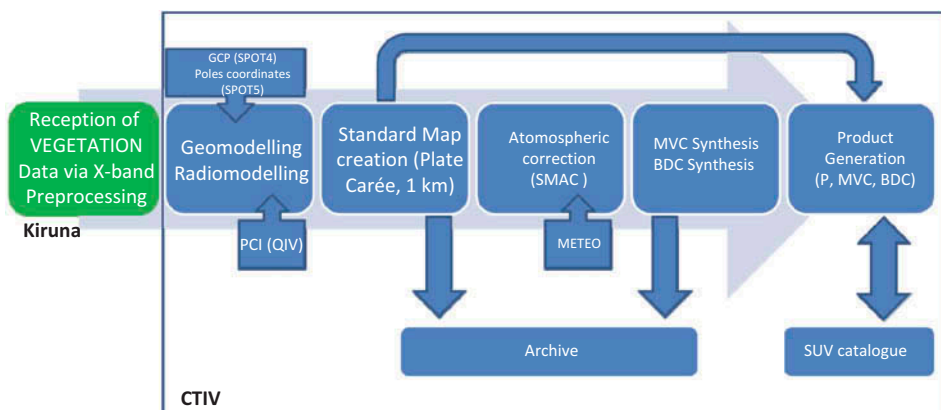 GCP (SPOT4)
Poles coordinates
(SPOT5)
Reception of
VEGETATION
Data via X-band
Preprocessing
Kiruna
Geomodelling
Radiomodelling
PCI (QIV)
Standard Map
creation (Plate
Carée, 1 km)
Atomospheric
correction
(SMAC )
METEO
MVC Synthesis
BDC Synthesis
Product
Generation
(P, MVC, BDC)
Archive
SUV catalogue
CTIV